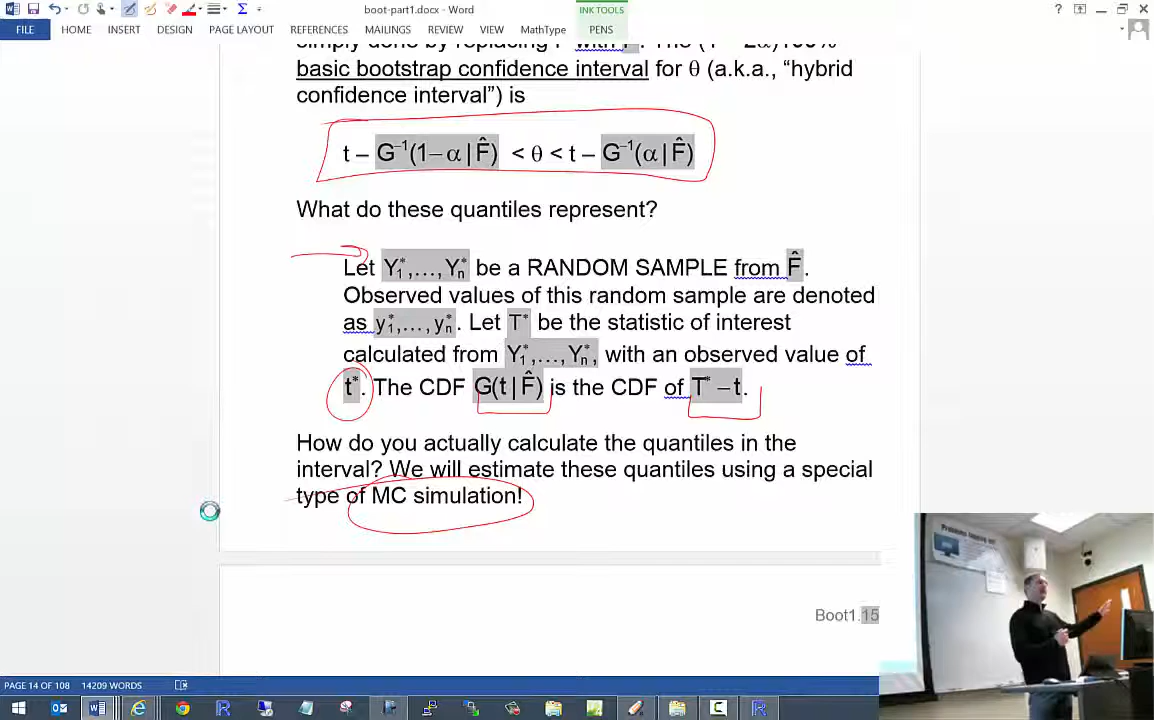 boot-part1.docx - Word
INK TOOLS
FILE HOME INSERT DESIGN PAGE LAYOUT REFERENCES MAILINGS REVIEW VIEW MathType PENS
basic bootstrap confidence interval for θ (a.k.a., “hybrid
confidence interval”) is
t – G⁻¹(1– α | F̂) < θ < t – G⁻¹(α | F̂)
What do these quantiles represent?
Let Y₁*,…,Yₙ* be a RANDOM SAMPLE from F̂.
Observed values of this random sample are denoted
as y₁*,…,yₙ*. Let T* be the statistic of interest
calculated from Y₁*,…,Yₙ*, with an observed value of
t*. The CDF G(t | F̂) is the CDF of T* – t.
How do you actually calculate the quantiles in the
interval? We will estimate these quantiles using a special
type of MC simulation!
Boot1.15
PAGE 14 OF 108 14209 WORDS